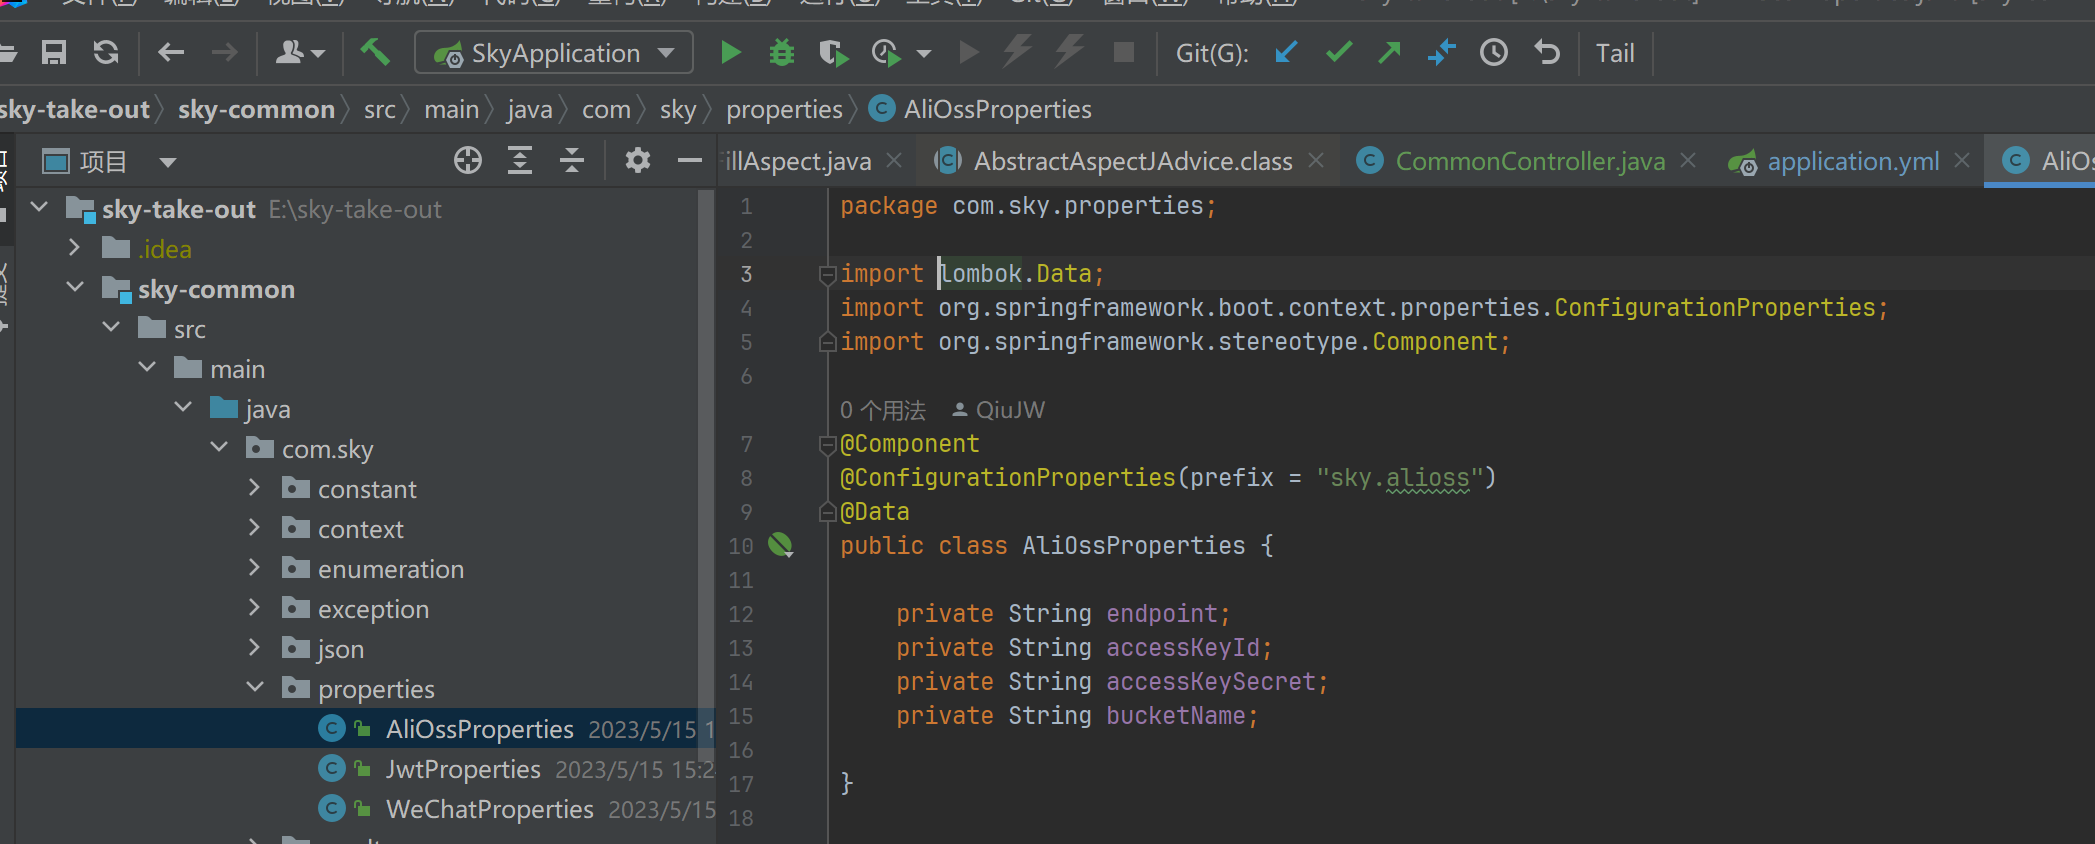 SkyApplication Git(G): Tail
sky-take-out sky-common src main java com sky properties AliOssProperties
项目
illAspect.java AbstractAspectJAdvice.class CommonController.java application.yml AliOs
sky-take-out E:\sky-take-out
.idea
sky-common
src
main
java
com.sky
constant
context
enumeration
exception
json
properties
AliOssProperties 2023/5/15 1
JwtProperties 2023/5/15 15:2
WeChatProperties 2023/5/15
1 package com.sky.properties;
2
3 import lombok.Data;
4 import org.springframework.boot.context.properties.ConfigurationProperties;
5 import org.springframework.stereotype.Component;
6
0 个用法 QiuJW
7 @Component
8 @ConfigurationProperties(prefix = "sky.alioss")
9 @Data
10 public class AliOssProperties {
11
12 private String endpoint;
13 private String accessKeyId;
14 private String accessKeySecret;
15 private String bucketName;
16
17 }
18